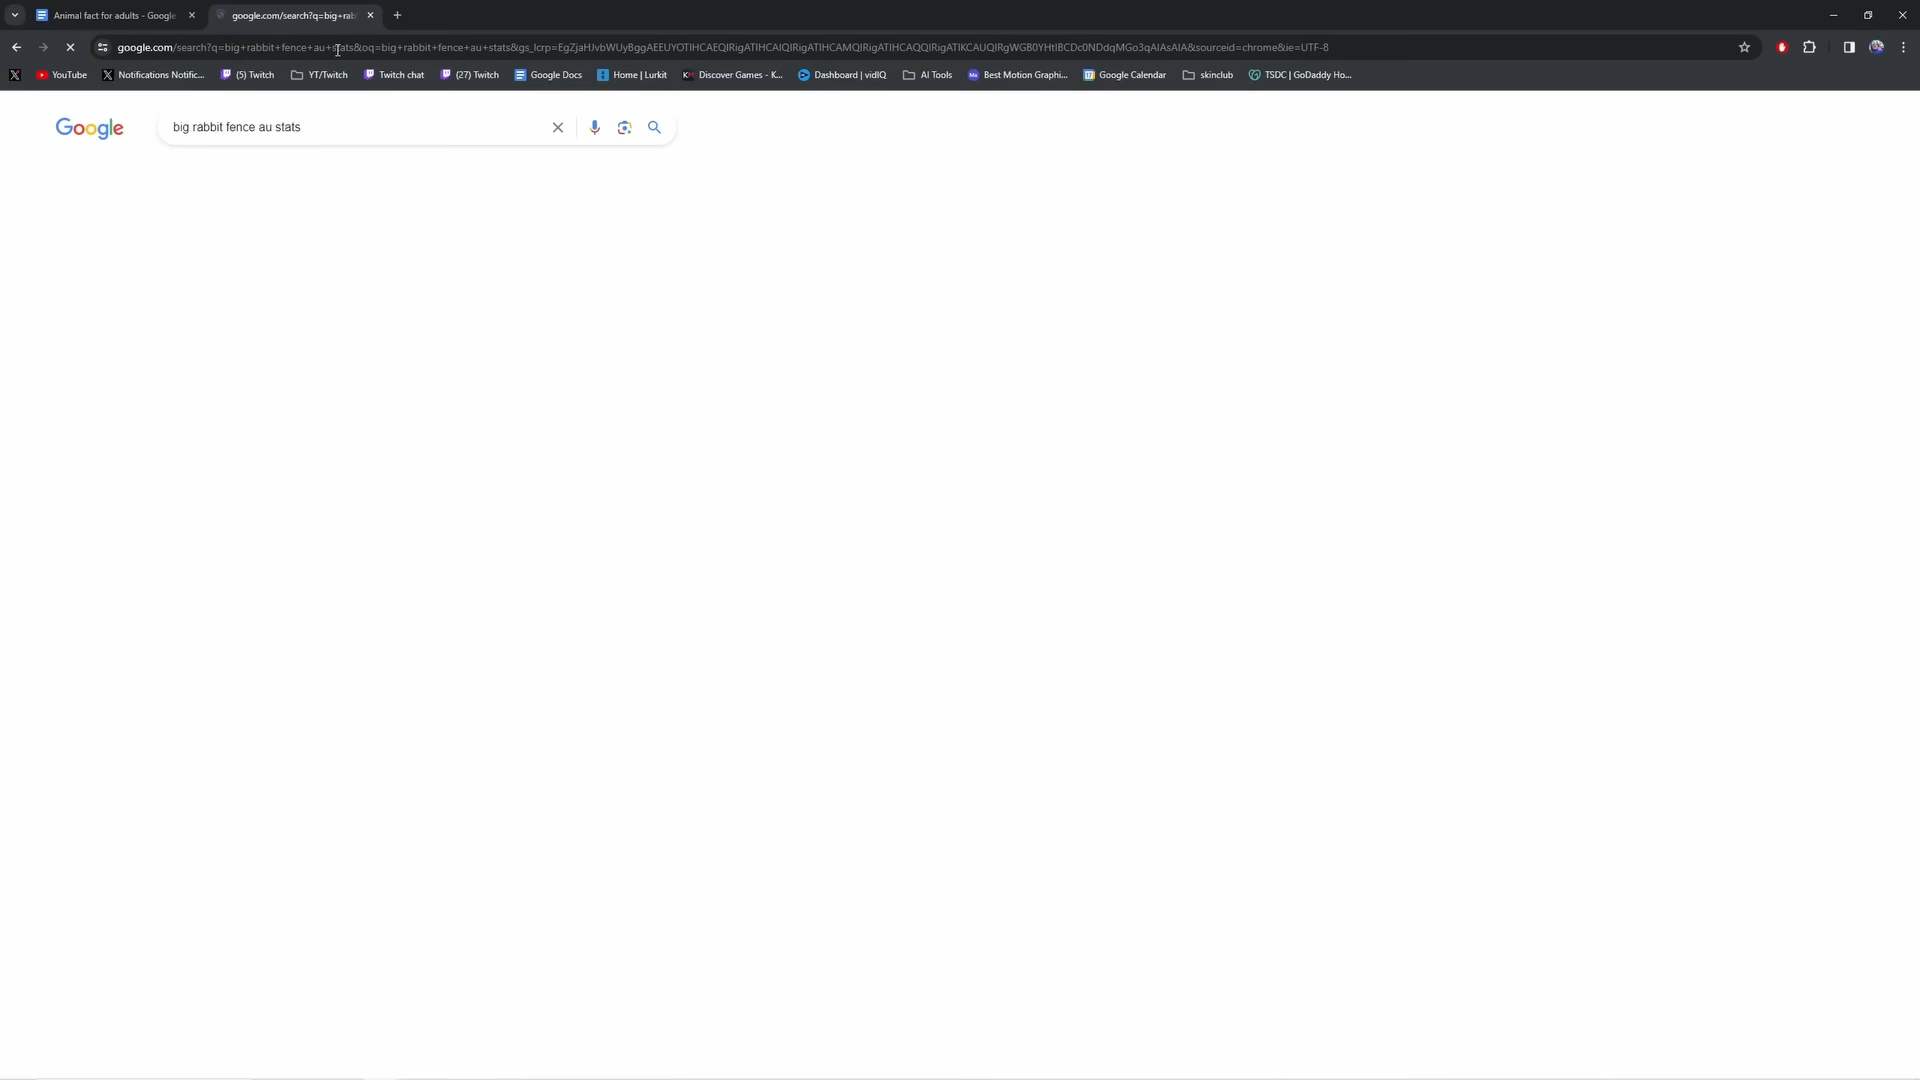 Animal fact for adults - Google
google.com/search?q=big+rab
google.com/search?q=big+rabbit+fence+au+stats&oq=big+rabbit+fence+au+stats&gs_lcrp=EgZjaHJvbWUyBggAEEUYOTIHCAEQIRigATIHCAIQIRigATIHCAMQIRigATIHCAQQIRigATIKCAUQIRgWGB0YHtIBCDc0NDdqMGo3qAIAsAIA&sourceid=chrome&ie=UTF-8
YouTube
Notifications Notific...
(5) Twitch
YT/Twitch
Twitch chat
(27) Twitch
Google Docs
Home | Lurkit
Discover Games - K...
Dashboard | vidIQ
AI Tools
Best Motion Graphi...
Google Calendar
skinclub
TSDC | GoDaddy Ho...
Google
big rabbit fence au stats